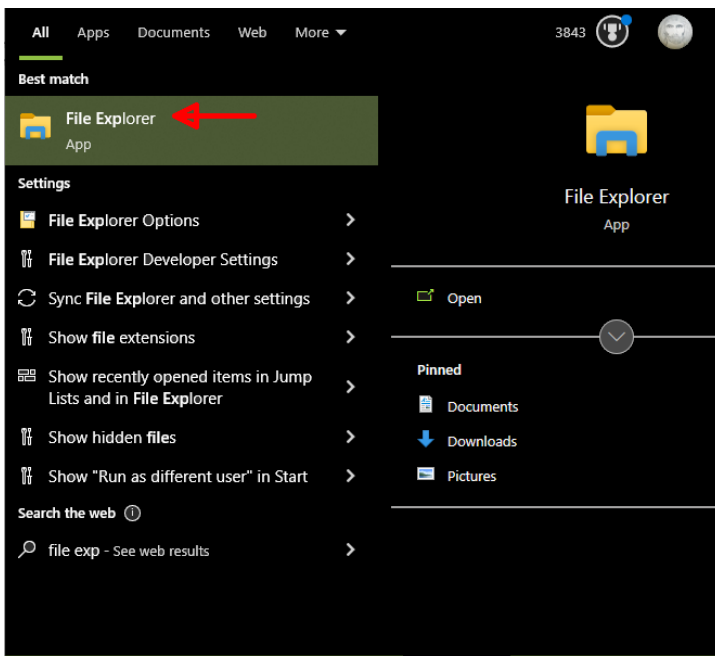 All Apps Documents Web More 3843
Best match
File Explorer
App
Settings
File Explorer Options
File Explorer Developer Settings
Sync File Explorer and other settings
Show file extensions
Show recently opened items in Jump
Lists and in File Explorer
Show hidden files
Show "Run as different user" in Start
Search the web
file exp - See web results
File Explorer
App
Open
Pinned
Documents
Downloads
Pictures